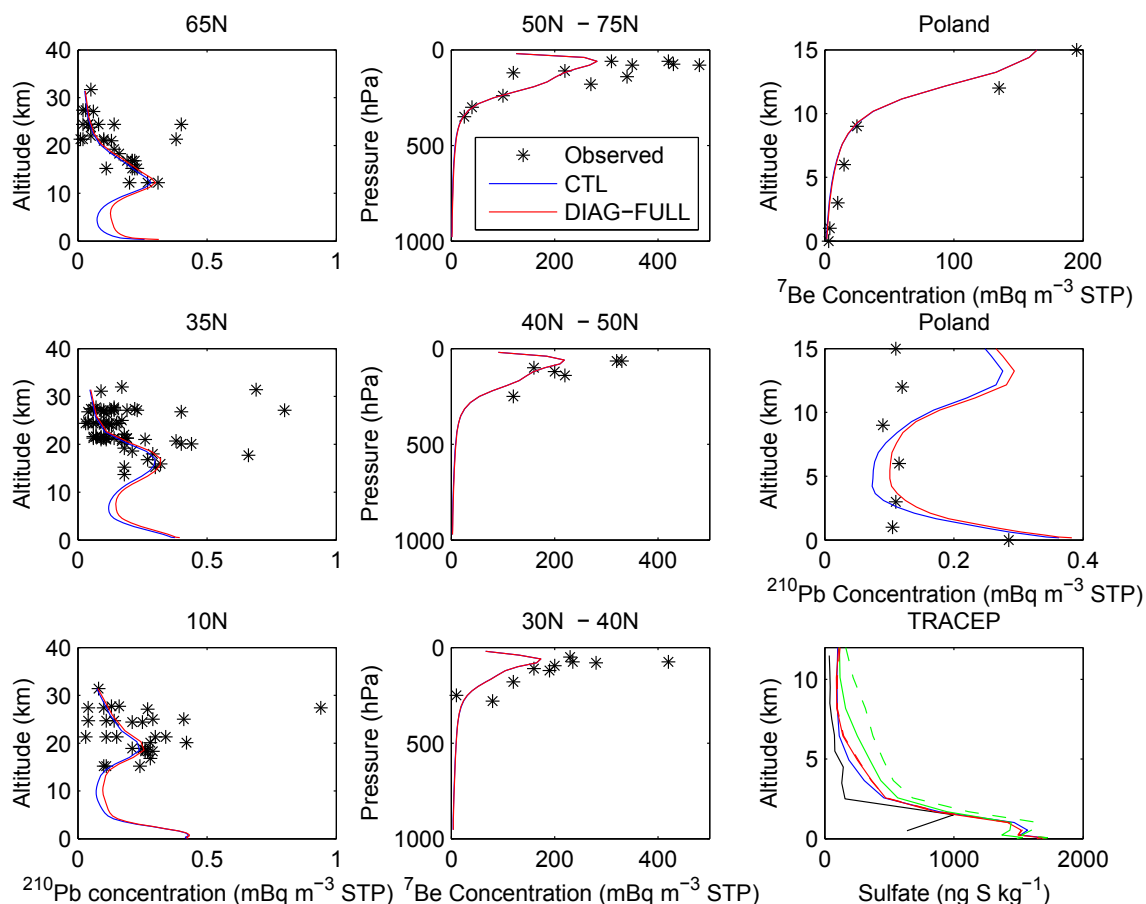 65N
50N − 75N
Poland
40
30
20
10
0
0 0.5 1
Altitude (km)
0
500
1000
0 200 400
Pressure (hPa)
Observed
CTL
DIAG−FULL
15
10
5
0
0 100 200
Altitude (km)
⁷Be Concentration (mBq m⁻³ STP)
35N
40N − 50N
Poland
40
30
20
10
0
0 0.5 1
Altitude (km)
0
500
1000
0 200 400
Pressure (hPa)
15
10
5
0
0 0.2 0.4
Altitude (km)
²¹⁰Pb Concentration (mBq m⁻³ STP)
10N
30N − 40N
TRACEP
40
30
20
10
0
0 0.5 1
Altitude (km)
²¹⁰Pb concentration (mBq m⁻³ STP)
0
500
1000
0 200 400
Pressure (hPa)
⁷Be Concentration (mBq m⁻³ STP)
10
5
0
0 1000 2000
Altitude (km)
Sulfate (ng S kg⁻¹)